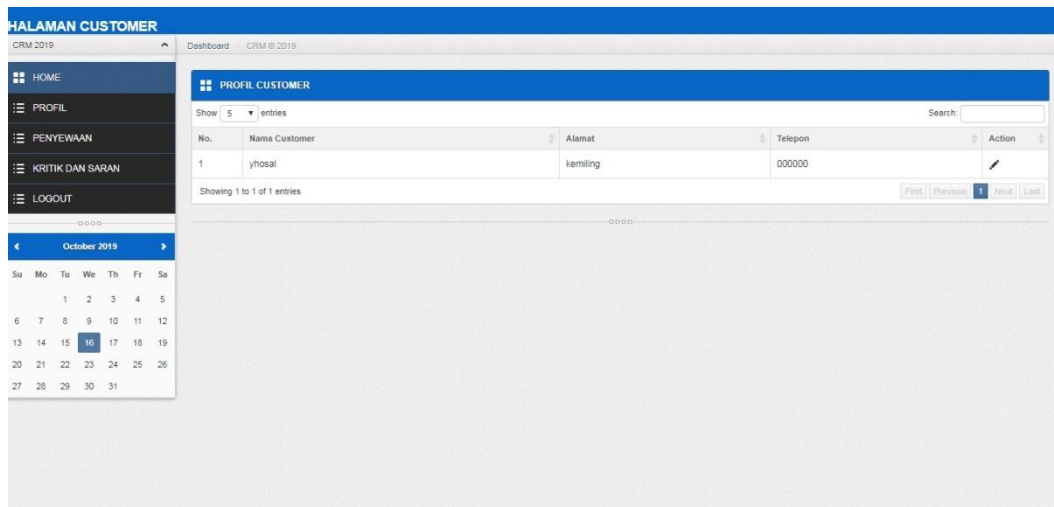 HALAMAN CUSTOMER
CRM 2019
Dashboard CRM © 2019
HOME
PROFIL
PENYEWAAN
KRITIK DAN SARAN
LOGOUT
October 2019
Su Mo Tu We Th Fr Sa
1 2 3 4 5
6 7 8 9 10 11 12
13 14 15 16 17 18 19
20 21 22 23 24 25 26
27 28 29 30 31
PROFIL CUSTOMER
Show 5 entries Search:
No. Nama Customer Alamat Telepon Action
1 yhosal kemiling 000000
Showing 1 to 1 of 1 entries First Previous 1 Next Last